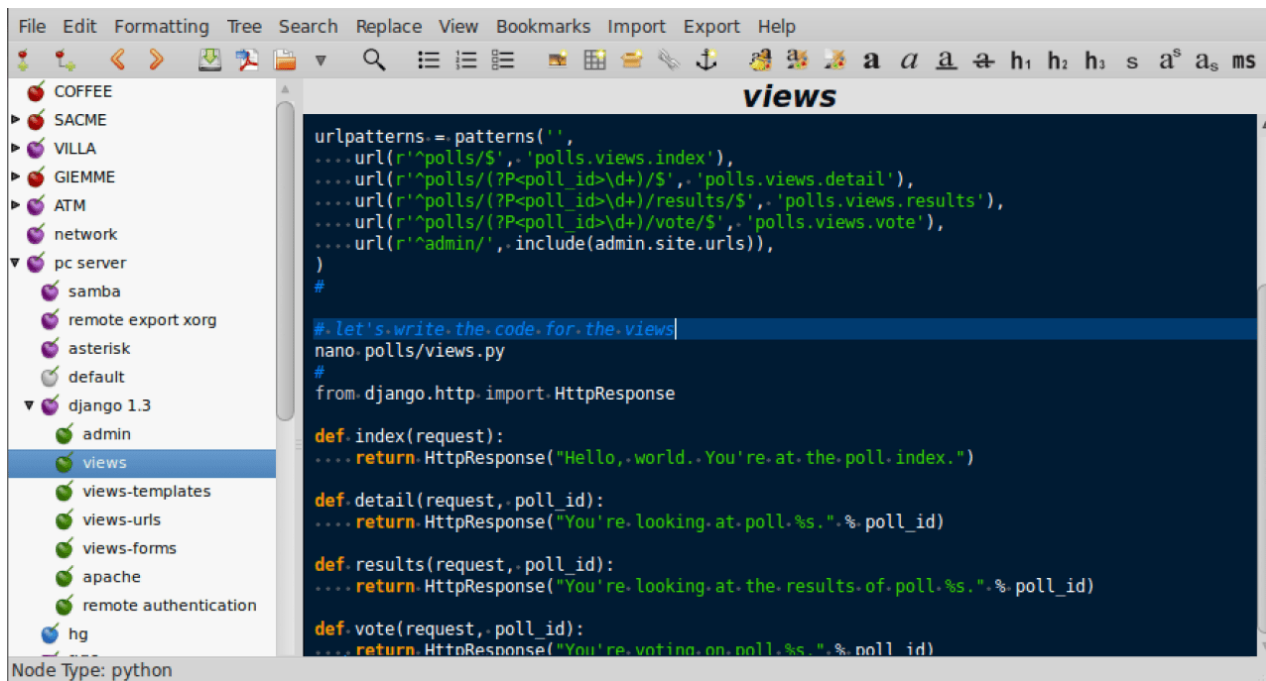 File Edit Formatting Tree Search Replace View Bookmarks Import Export Help
a a a a h₁ h₂ h₃ s aˢ aₛ ms
COFFEE
SACME
VILLA
GIEMME
ATM
network
pc server
samba
remote export xorg
asterisk
default
django 1.3
admin
views
views-templates
views-urls
views-forms
apache
remote authentication
hg
views
urlpatterns = patterns('',
    url(r'^polls/$', 'polls.views.index'),
    url(r'^polls/(?P<poll_id>\d+)/$', 'polls.views.detail'),
    url(r'^polls/(?P<poll_id>\d+)/results/$', 'polls.views.results'),
    url(r'^polls/(?P<poll_id>\d+)/vote/$', 'polls.views.vote'),
    url(r'^admin/', include(admin.site.urls)),
)
#
# let's write the code for the views
nano polls/views.py
#
from django.http import HttpResponse
def index(request):
    return HttpResponse("Hello, world. You're at the poll index.")
def detail(request, poll_id):
    return HttpResponse("You're looking at poll %s." % poll_id)
def results(request, poll_id):
    return HttpResponse("You're looking at the results of poll %s." % poll_id)
def vote(request, poll_id):
    return HttpResponse("You're voting on poll %s." % poll_id)
Node Type: python